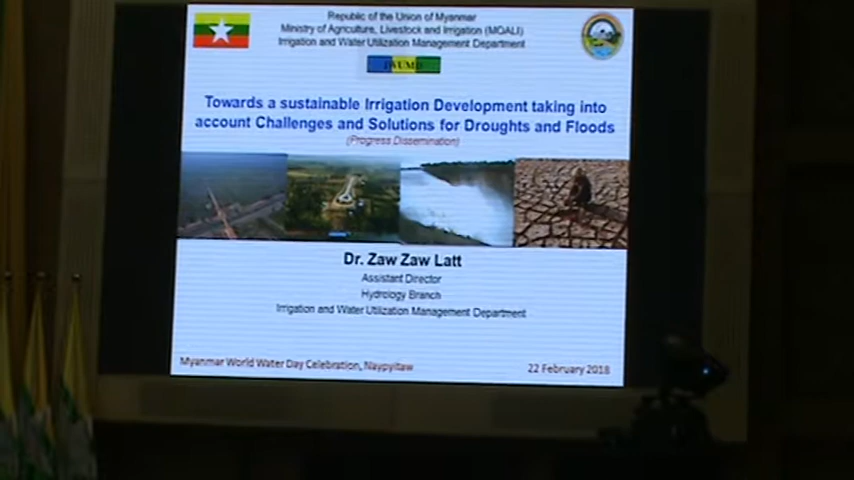 Republic of the Union of Myanmar
Ministry of Agriculture, Livestock and Irrigation (MOALI)
Irrigation and Water Utilization Management Department
IWUMD
Towards a sustainable Irrigation Development taking into
account Challenges and Solutions for Droughts and Floods
(Progress Dissemination)
Dr. Zaw Zaw Latt
Assistant Director
Hydrology Branch
Irrigation and Water Utilization Management Department
Myanmar World Water Day Celebration, Naypyitaw
22 February 2018